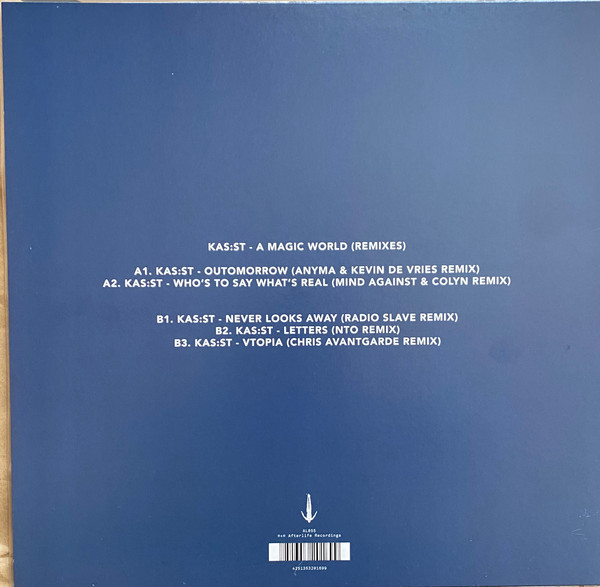 KAS:ST - A MAGIC WORLD (REMIXES)
A1. KAS:ST - OUTOMORROW (ANYMA & KEVIN DE VRIES REMIX)
A2. KAS:ST - WHO'S TO SAY WHAT'S REAL (MIND AGAINST & COLYN REMIX)
B1. KAS:ST - NEVER LOOKS AWAY (RADIO SLAVE REMIX)
B2. KAS:ST - LETTERS (NTO REMIX)
B3. KAS:ST - VTOPIA (CHRIS AVANTGARDE REMIX)
Afterlife Recordings